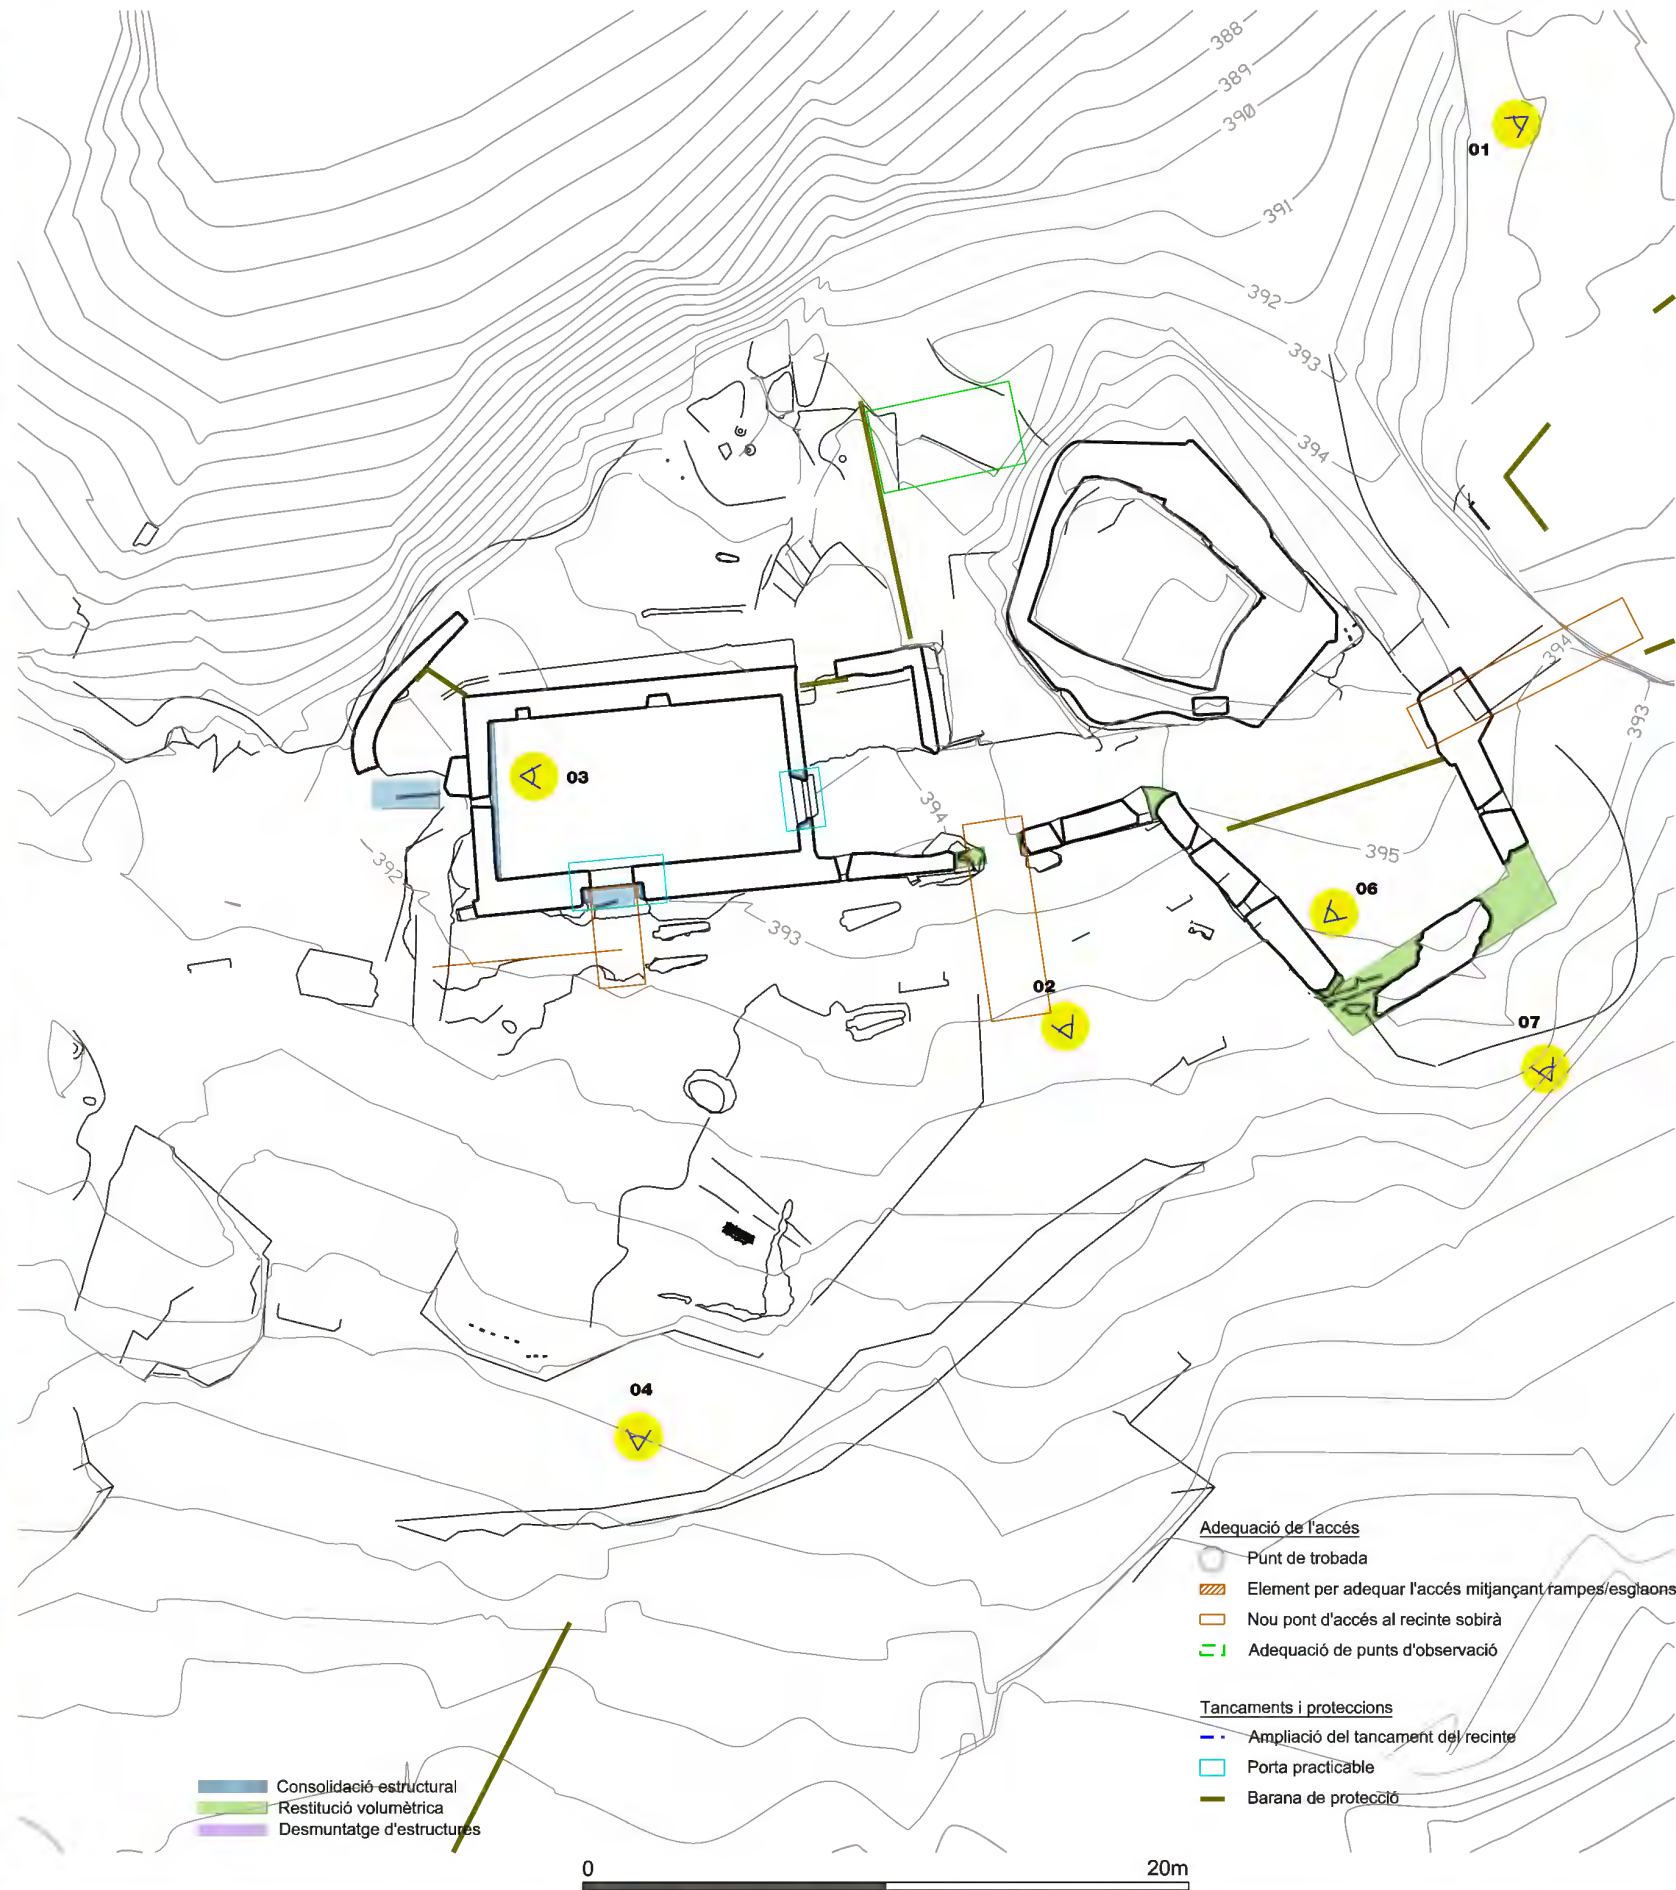 388
389
390
01
391
392
393
394
394
393
03
394
392
395
06
393
02
07
04
Adequació de l'accés
Punt de trobada
Element per adequar l'accés mitjançant rampes/esglaons
Nou pont d'accés al recinte sobirà
Adequació de punts d'observació
Tancaments i proteccions
Ampliació del tancament del recinte
Porta practicable
Barana de protecció
Consolidació estructural
Restitució volumètrica
Desmuntatge d'estructures
0 20m